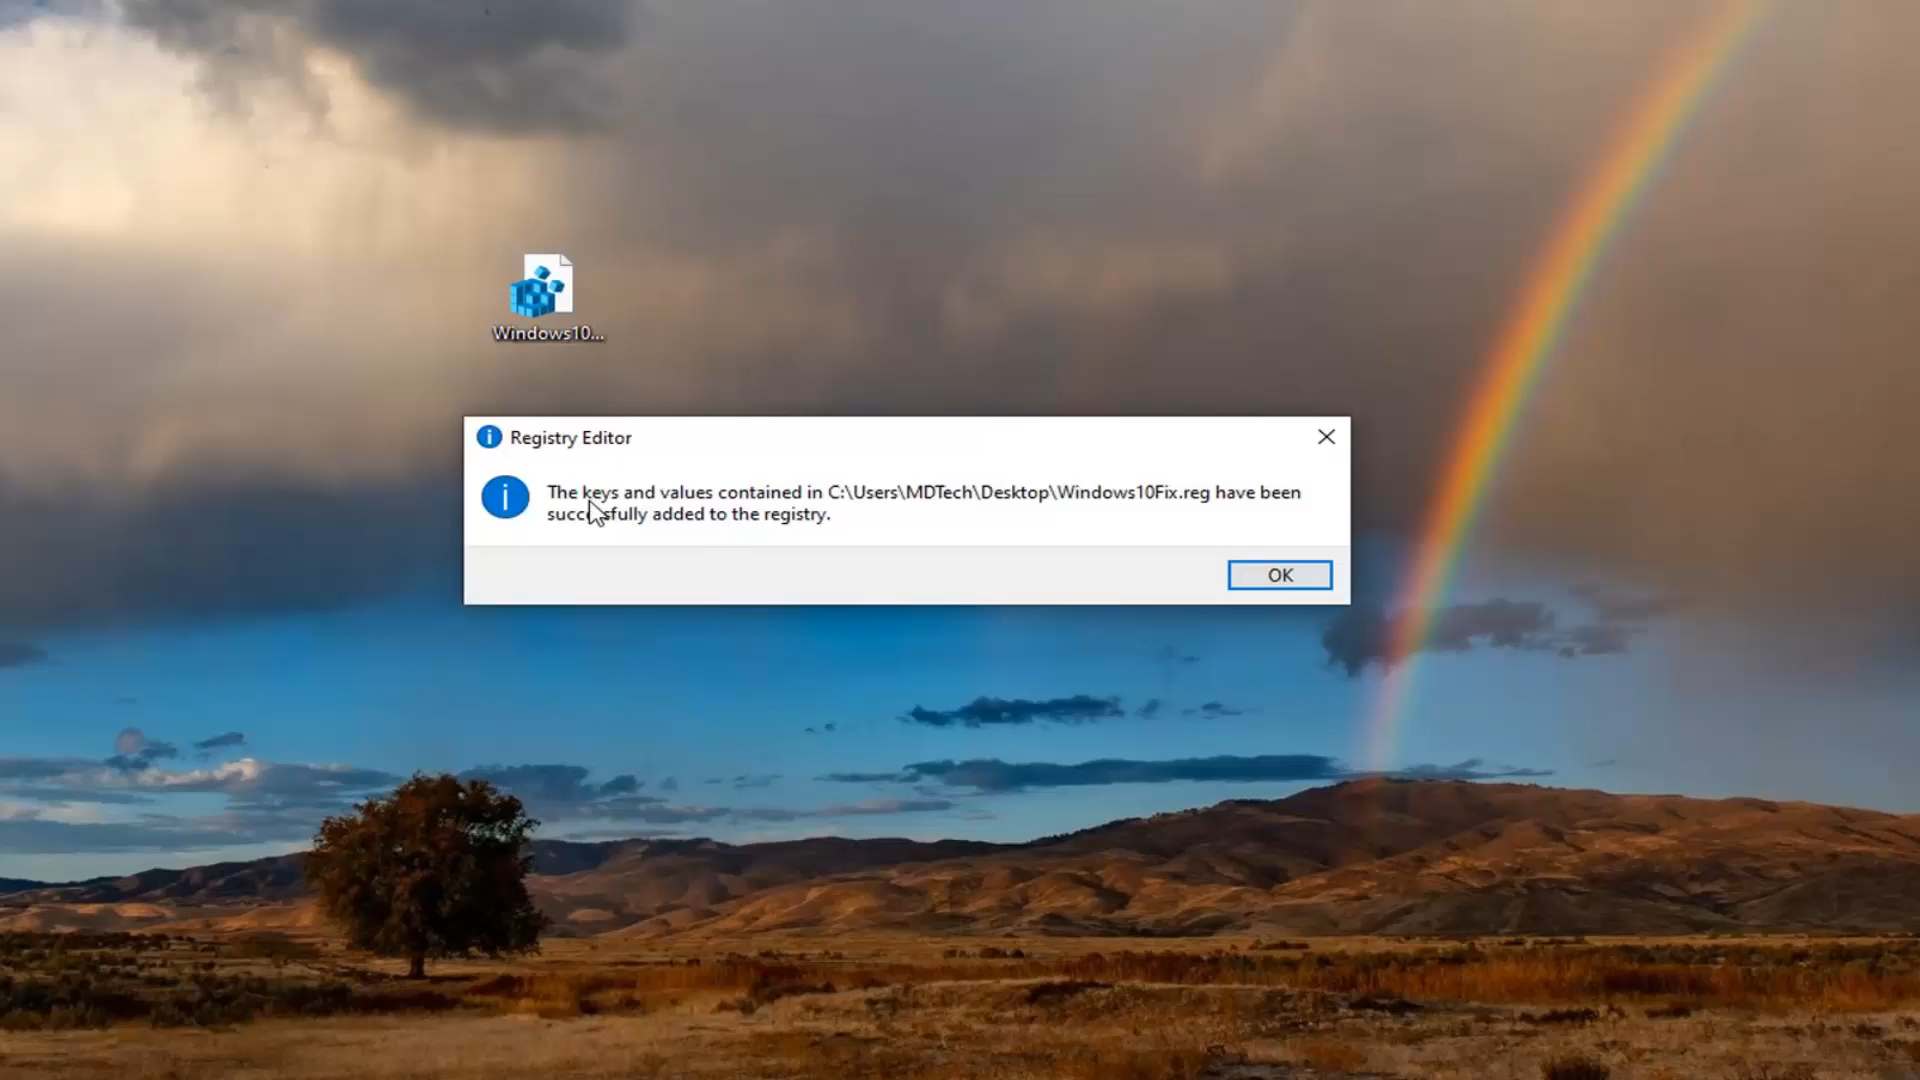 Windows10...
Registry Editor
The keys and values contained in C:\Users\MDTech\Desktop\Windows10Fix.reg have been
successfully added to the registry.
OK